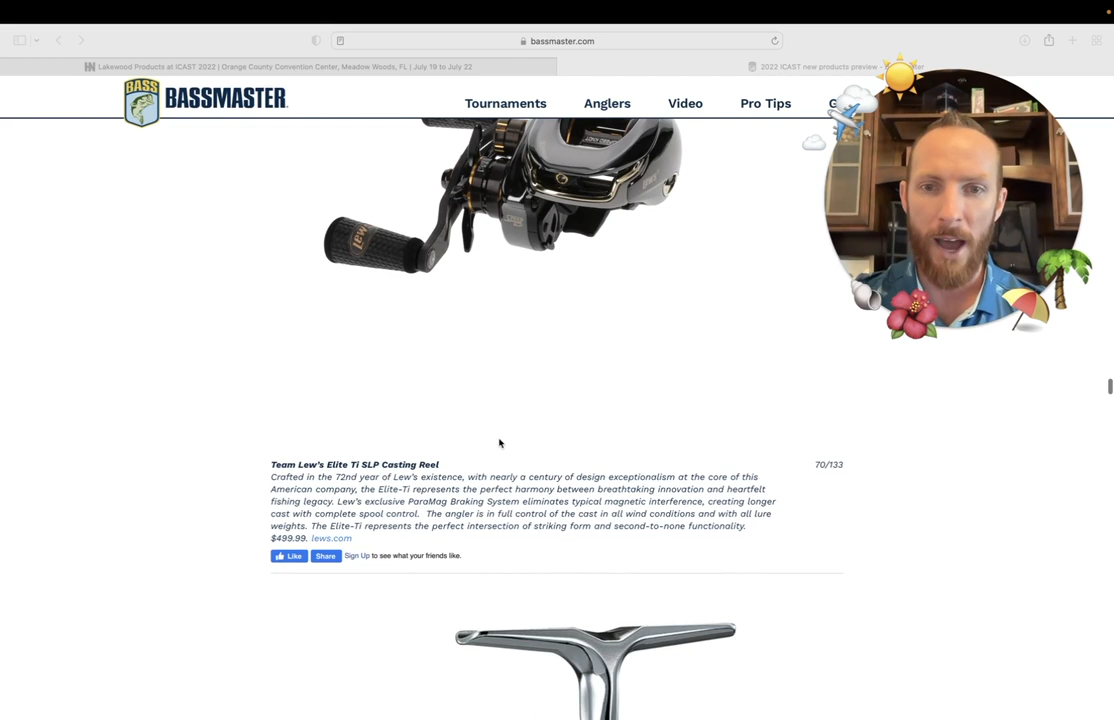 bassmaster.com
Lakewood Products at ICAST 2022 | Orange County Convention Center, Meadow Woods, FL | July 19 to July 22
2022 ICAST new products preview -
BASS
BASSMASTER
Tournaments
Anglers
Video
Pro Tips
G
Lew's
Team Lew's Elite Ti SLP Casting Reel
70/133
Crafted in the 72nd year of Lew's existence, with nearly a century of design exceptionalism at the core of this
American company, the Elite-Ti represents the perfect harmony between breathtaking innovation and heartfelt
fishing legacy. Lew's exclusive ParaMag Braking System eliminates typical magnetic interference, creating longer
cast with complete spool control. The angler is in full control of the cast in all wind conditions and with all lure
weights. The Elite-Ti represents the perfect intersection of striking form and second-to-none functionality.
$499.99. lews.com
Like Share Sign Up to see what your friends like.